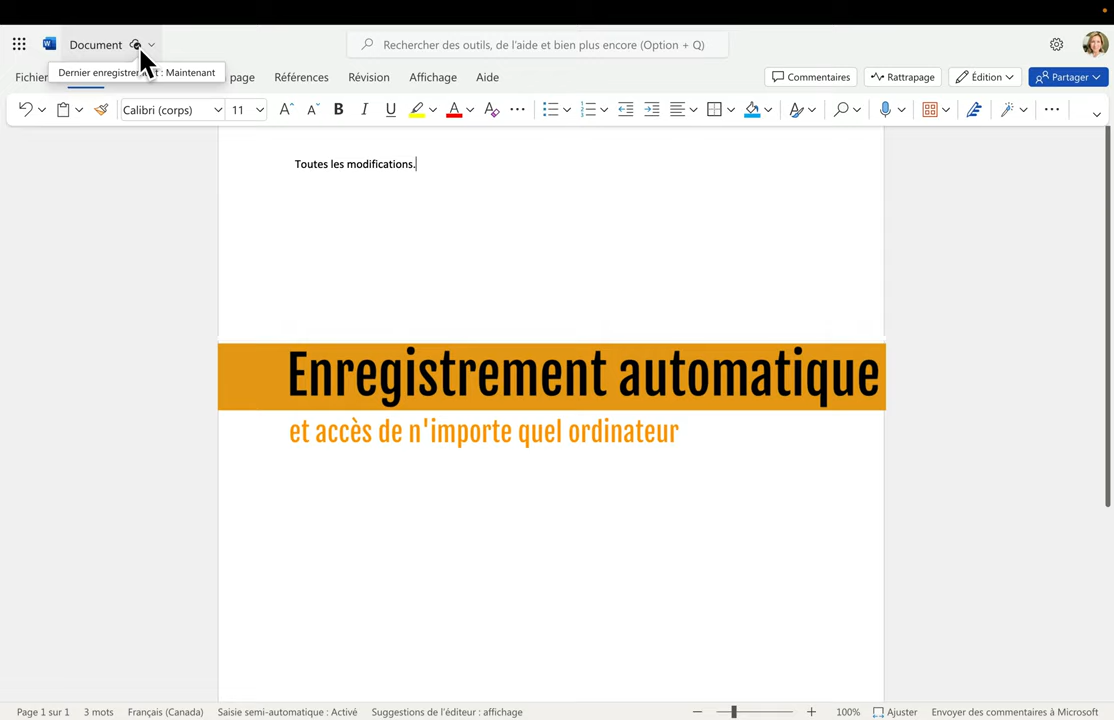 Document
Rechercher des outils, de l'aide et bien plus encore (Option + Q)
Dernier enregistre t : Maintenant
Fichier page Références Révision Affichage Aide
Commentaires Rattrapage Édition Partager
Calibri (corps) 11
Toutes les modifications.
Enregistrement automatique
et accès de n'importe quel ordinateur
Page 1 sur 1 3 mots Français (Canada) Saisie semi-automatique : Activé Suggestions de l'éditeur : affichage 100% Ajuster Envoyer des commentaires à Microsoft